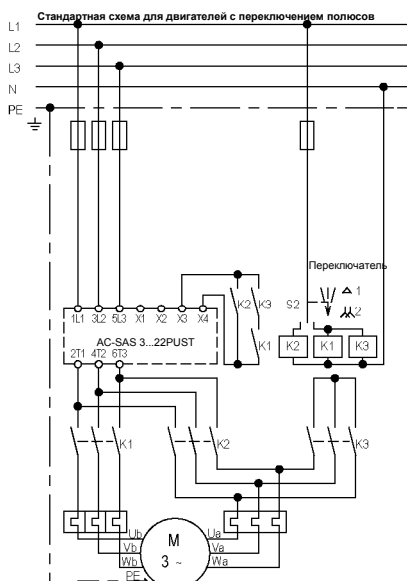 Стандартная схема для двигателей с переключением полюсов
L1
L2
L3
N
PE
Переключатель
1L1 3L2 5L3 X1 X2 X3 X4
K2 K3
S2
1
2
AC-SAS 3...22PUST
K1
K2 K1 K3
2T1 4T2 6T3
K1 K2 K3
Ub Ua
M
Vb Va
3 ~
Wb Wa
PE